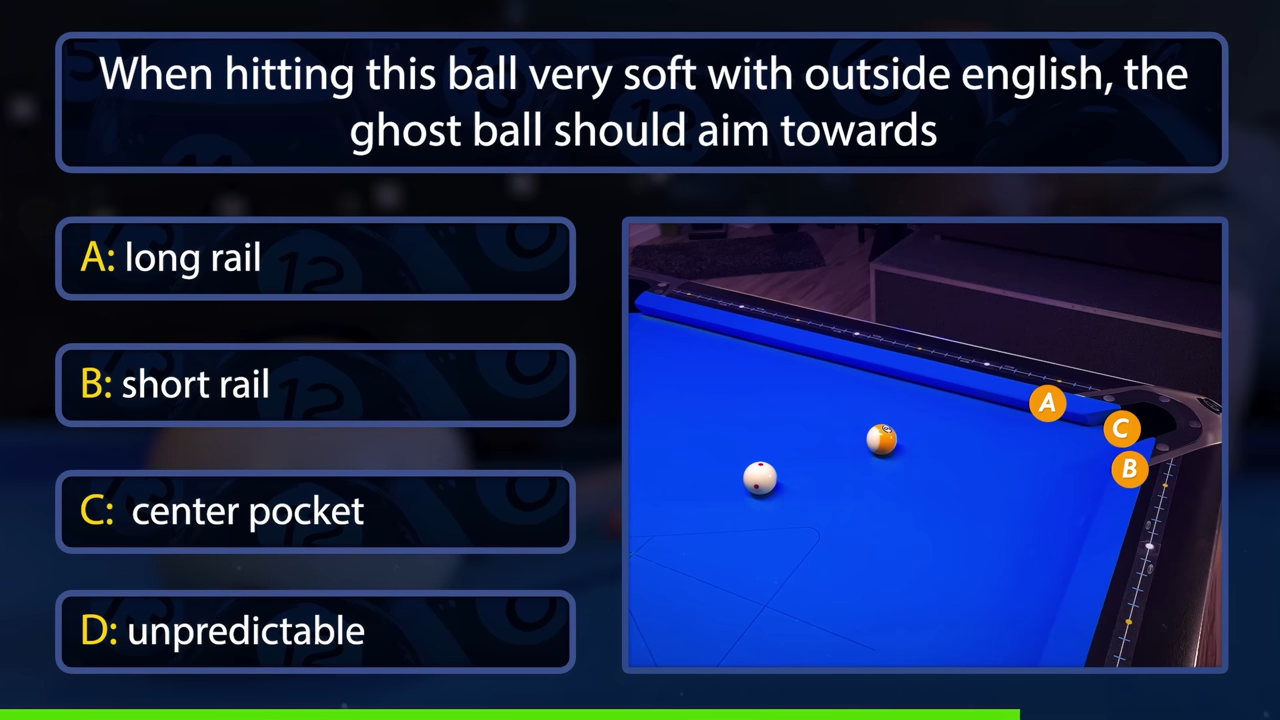 When hitting this ball very soft with outside english, the
ghost ball should aim towards
A: long rail
B: short rail
C: center pocket
D: unpredictable
A
C
B